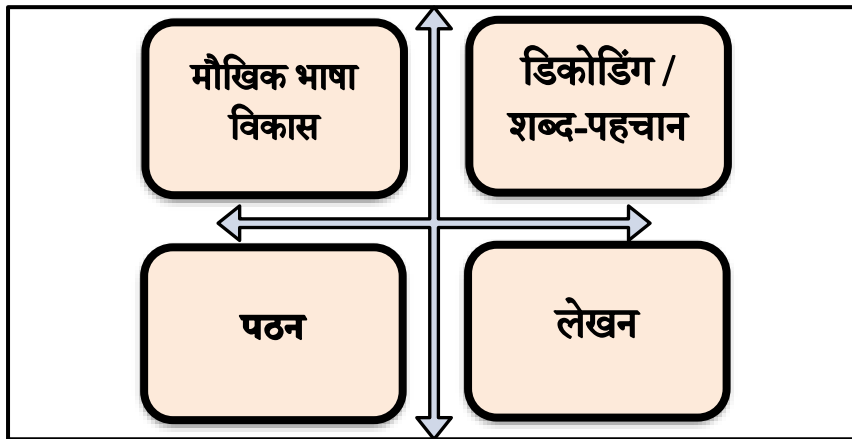 मौखिक भाषा
विकास
डिकोडिंग /
शब्द-पहचान
पठन
लेखन